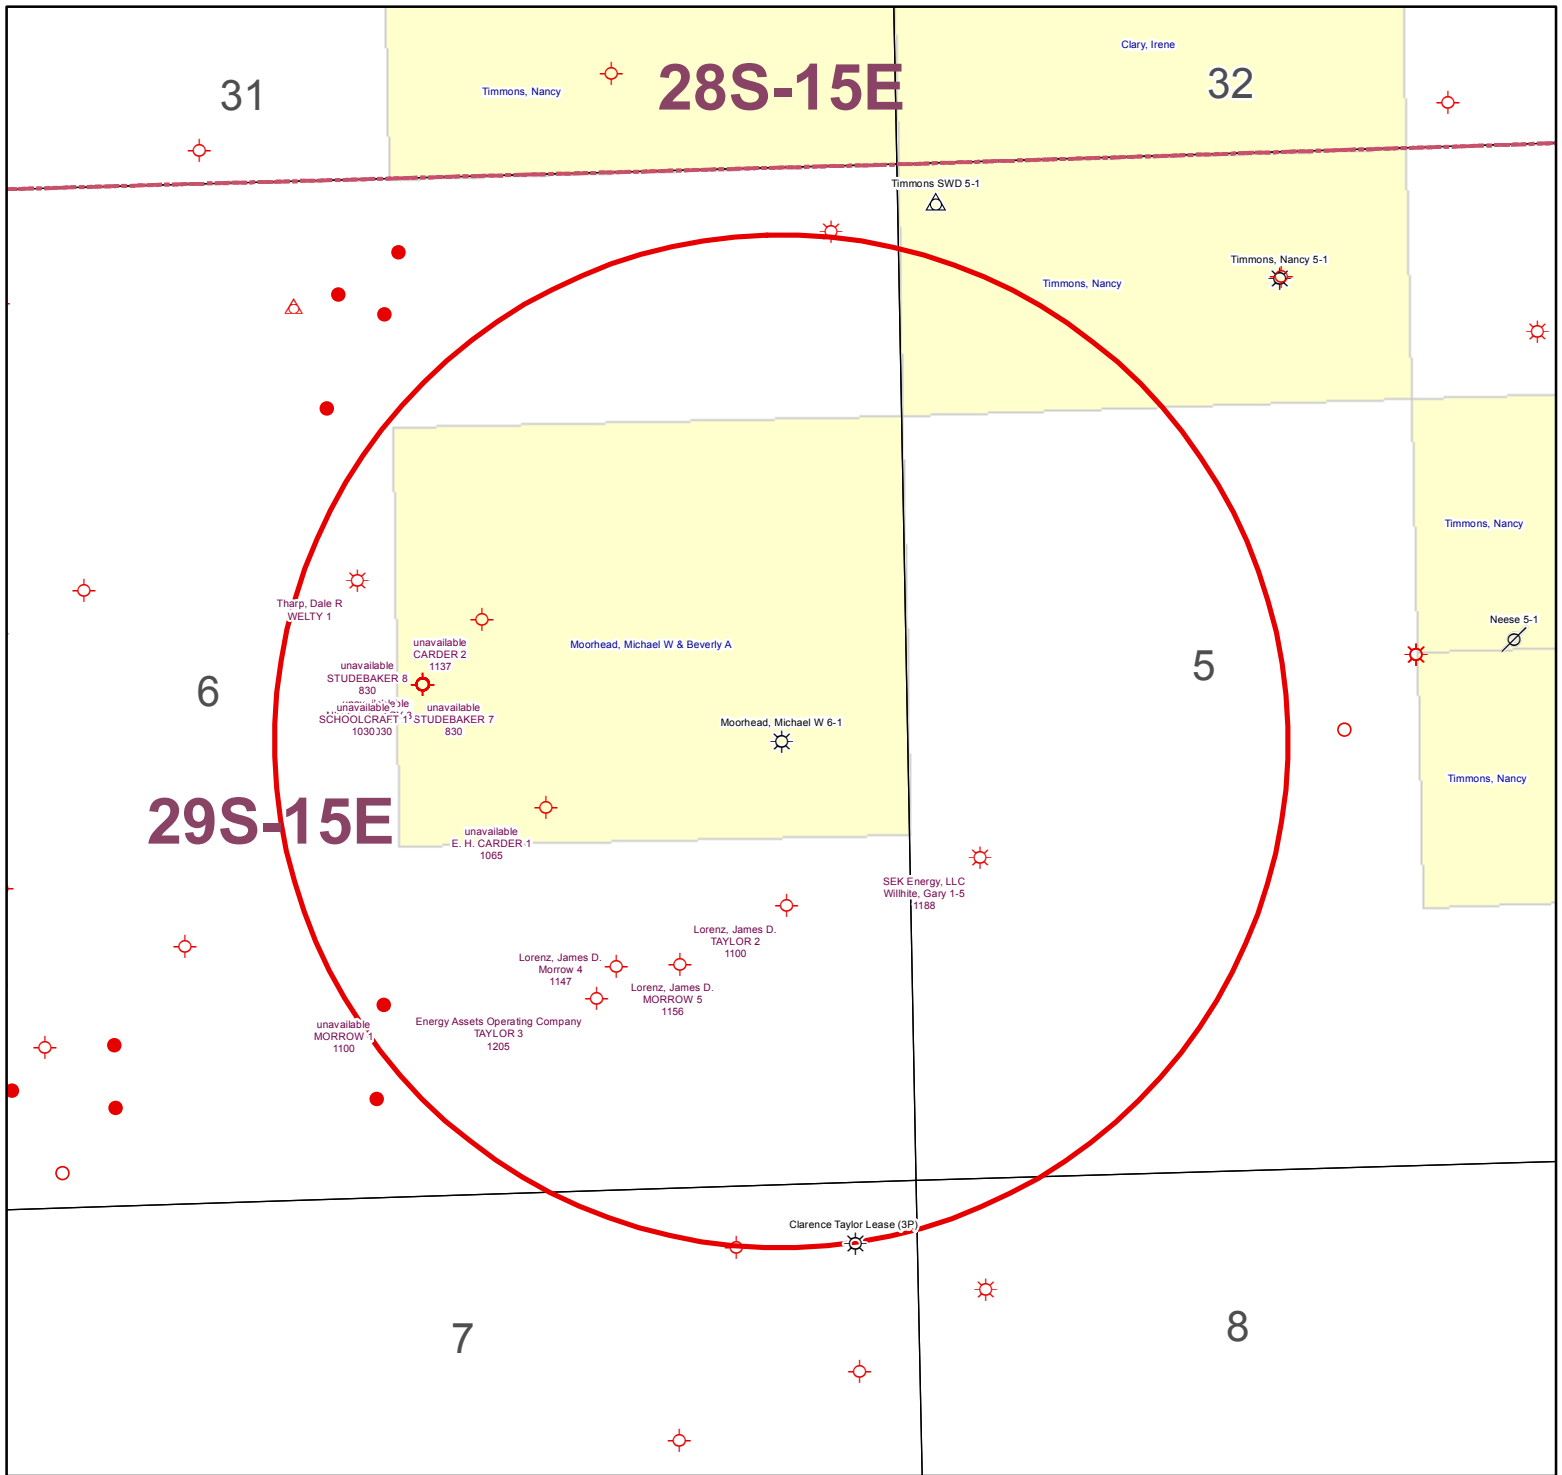 Clary, Irene
28S-15E
31
Timmons, Nancy
32
Timmons SWD 5-1
Timmons, Nancy 5-1
Timmons, Nancy
Timmons, Nancy
Tharp, Dale R
WELTY 1
Neese 5-1
unavailable
CARDER 2
1137
Moorhead, Michael W & Beverly A
unavailable
STUDEBAKER 8
830
5
6
unavailable
SCHOOLCRAFT 1
1030
unavailable
STUDEBAKER 7
830
Moorhead, Michael W 6-1
Timmons, Nancy
29S-15E
unavailable
E. H. CARDER 1
1065
SEK Energy, LLC
Willhite, Gary 1-5
1188
Lorenz, James D.
TAYLOR 2
1100
Lorenz, James D.
Morrow 4
1147
Lorenz, James D.
MORROW 5
1156
Energy Assets Operating Company
TAYLOR 3
1205
unavailable
MORROW 1
1100
Clarence Taylor Lease (3P)
7
8